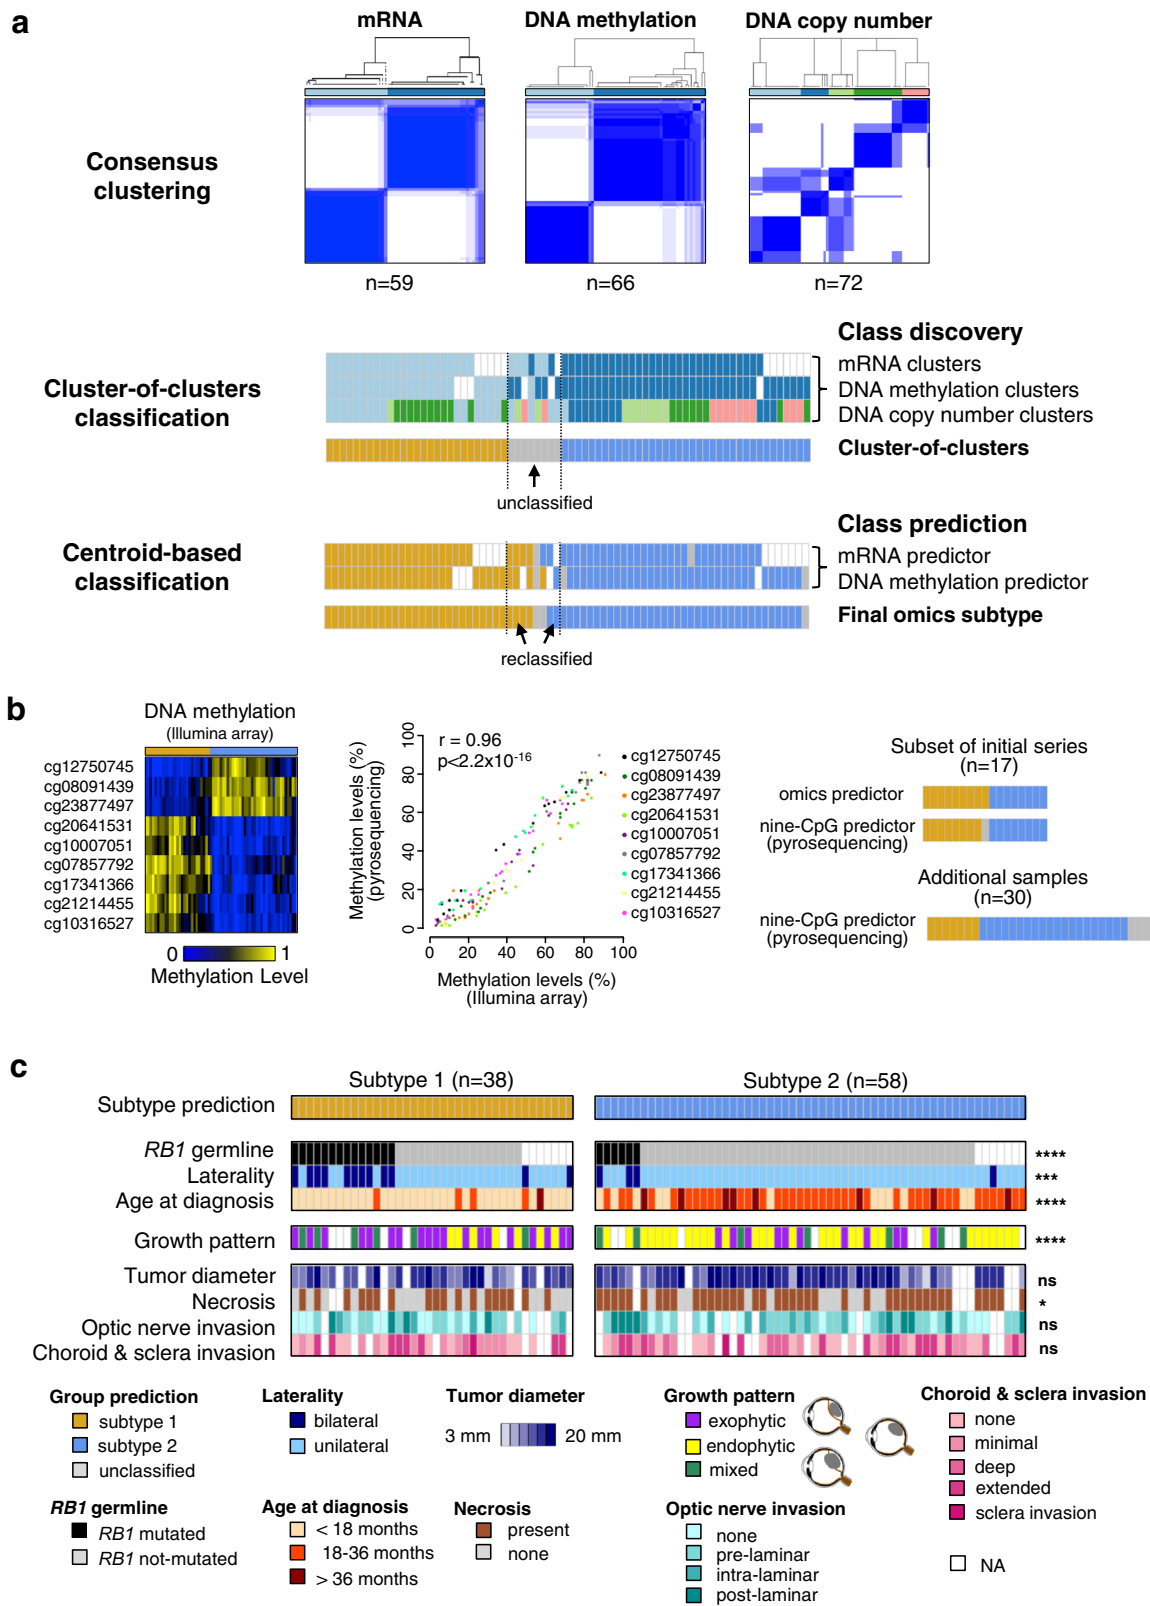 a
mRNA
DNA methylation
DNA copy number
Consensus
clustering
n=59
n=66
n=72
Cluster-of-clusters
classification
Class discovery
mRNA clusters
DNA methylation clusters
DNA copy number clusters
Cluster-of-clusters
unclassified
Centroid-based
classification
Class prediction
mRNA predictor
DNA methylation predictor
Final omics subtype
reclassified
b
DNA methylation
(Illumina array)
cg12750745
cg08091439
cg23877497
cg20641531
cg10007051
cg07857792
cg17341366
cg21214455
cg10316527
0
1
Methylation Level
Methylation levels (%)
(pyrosequencing)
100
80
60
40
20
0
r = 0.96
p<2.2x10-16
0 20 40 60 80 100
Methylation levels (%)
(Illumina array)
cg12750745
cg08091439
cg23877497
cg20641531
cg10007051
cg07857792
cg17341366
cg21214455
cg10316527
Subset of initial series
(n=17)
omics predictor
nine-CpG predictor
(pyrosequencing)
Additional samples
(n=30)
nine-CpG predictor
(pyrosequencing)
c
Subtype 1 (n=38)
Subtype 2 (n=58)
Subtype prediction
RB1 germline
****
Laterality
***
Age at diagnosis
****
Growth pattern
****
Tumor diameter
ns
Necrosis
*
Optic nerve invasion
ns
Choroid & sclera invasion
ns
Group prediction
subtype 1
subtype 2
unclassified
RB1 germline
RB1 mutated
RB1 not-mutated
Laterality
bilateral
unilateral
Age at diagnosis
< 18 months
18-36 months
> 36 months
Tumor diameter
3 mm
20 mm
Necrosis
present
none
Growth pattern
exophytic
endophytic
mixed
Optic nerve invasion
none
pre-laminar
intra-laminar
post-laminar
Choroid & sclera invasion
none
minimal
deep
extended
sclera invasion
NA